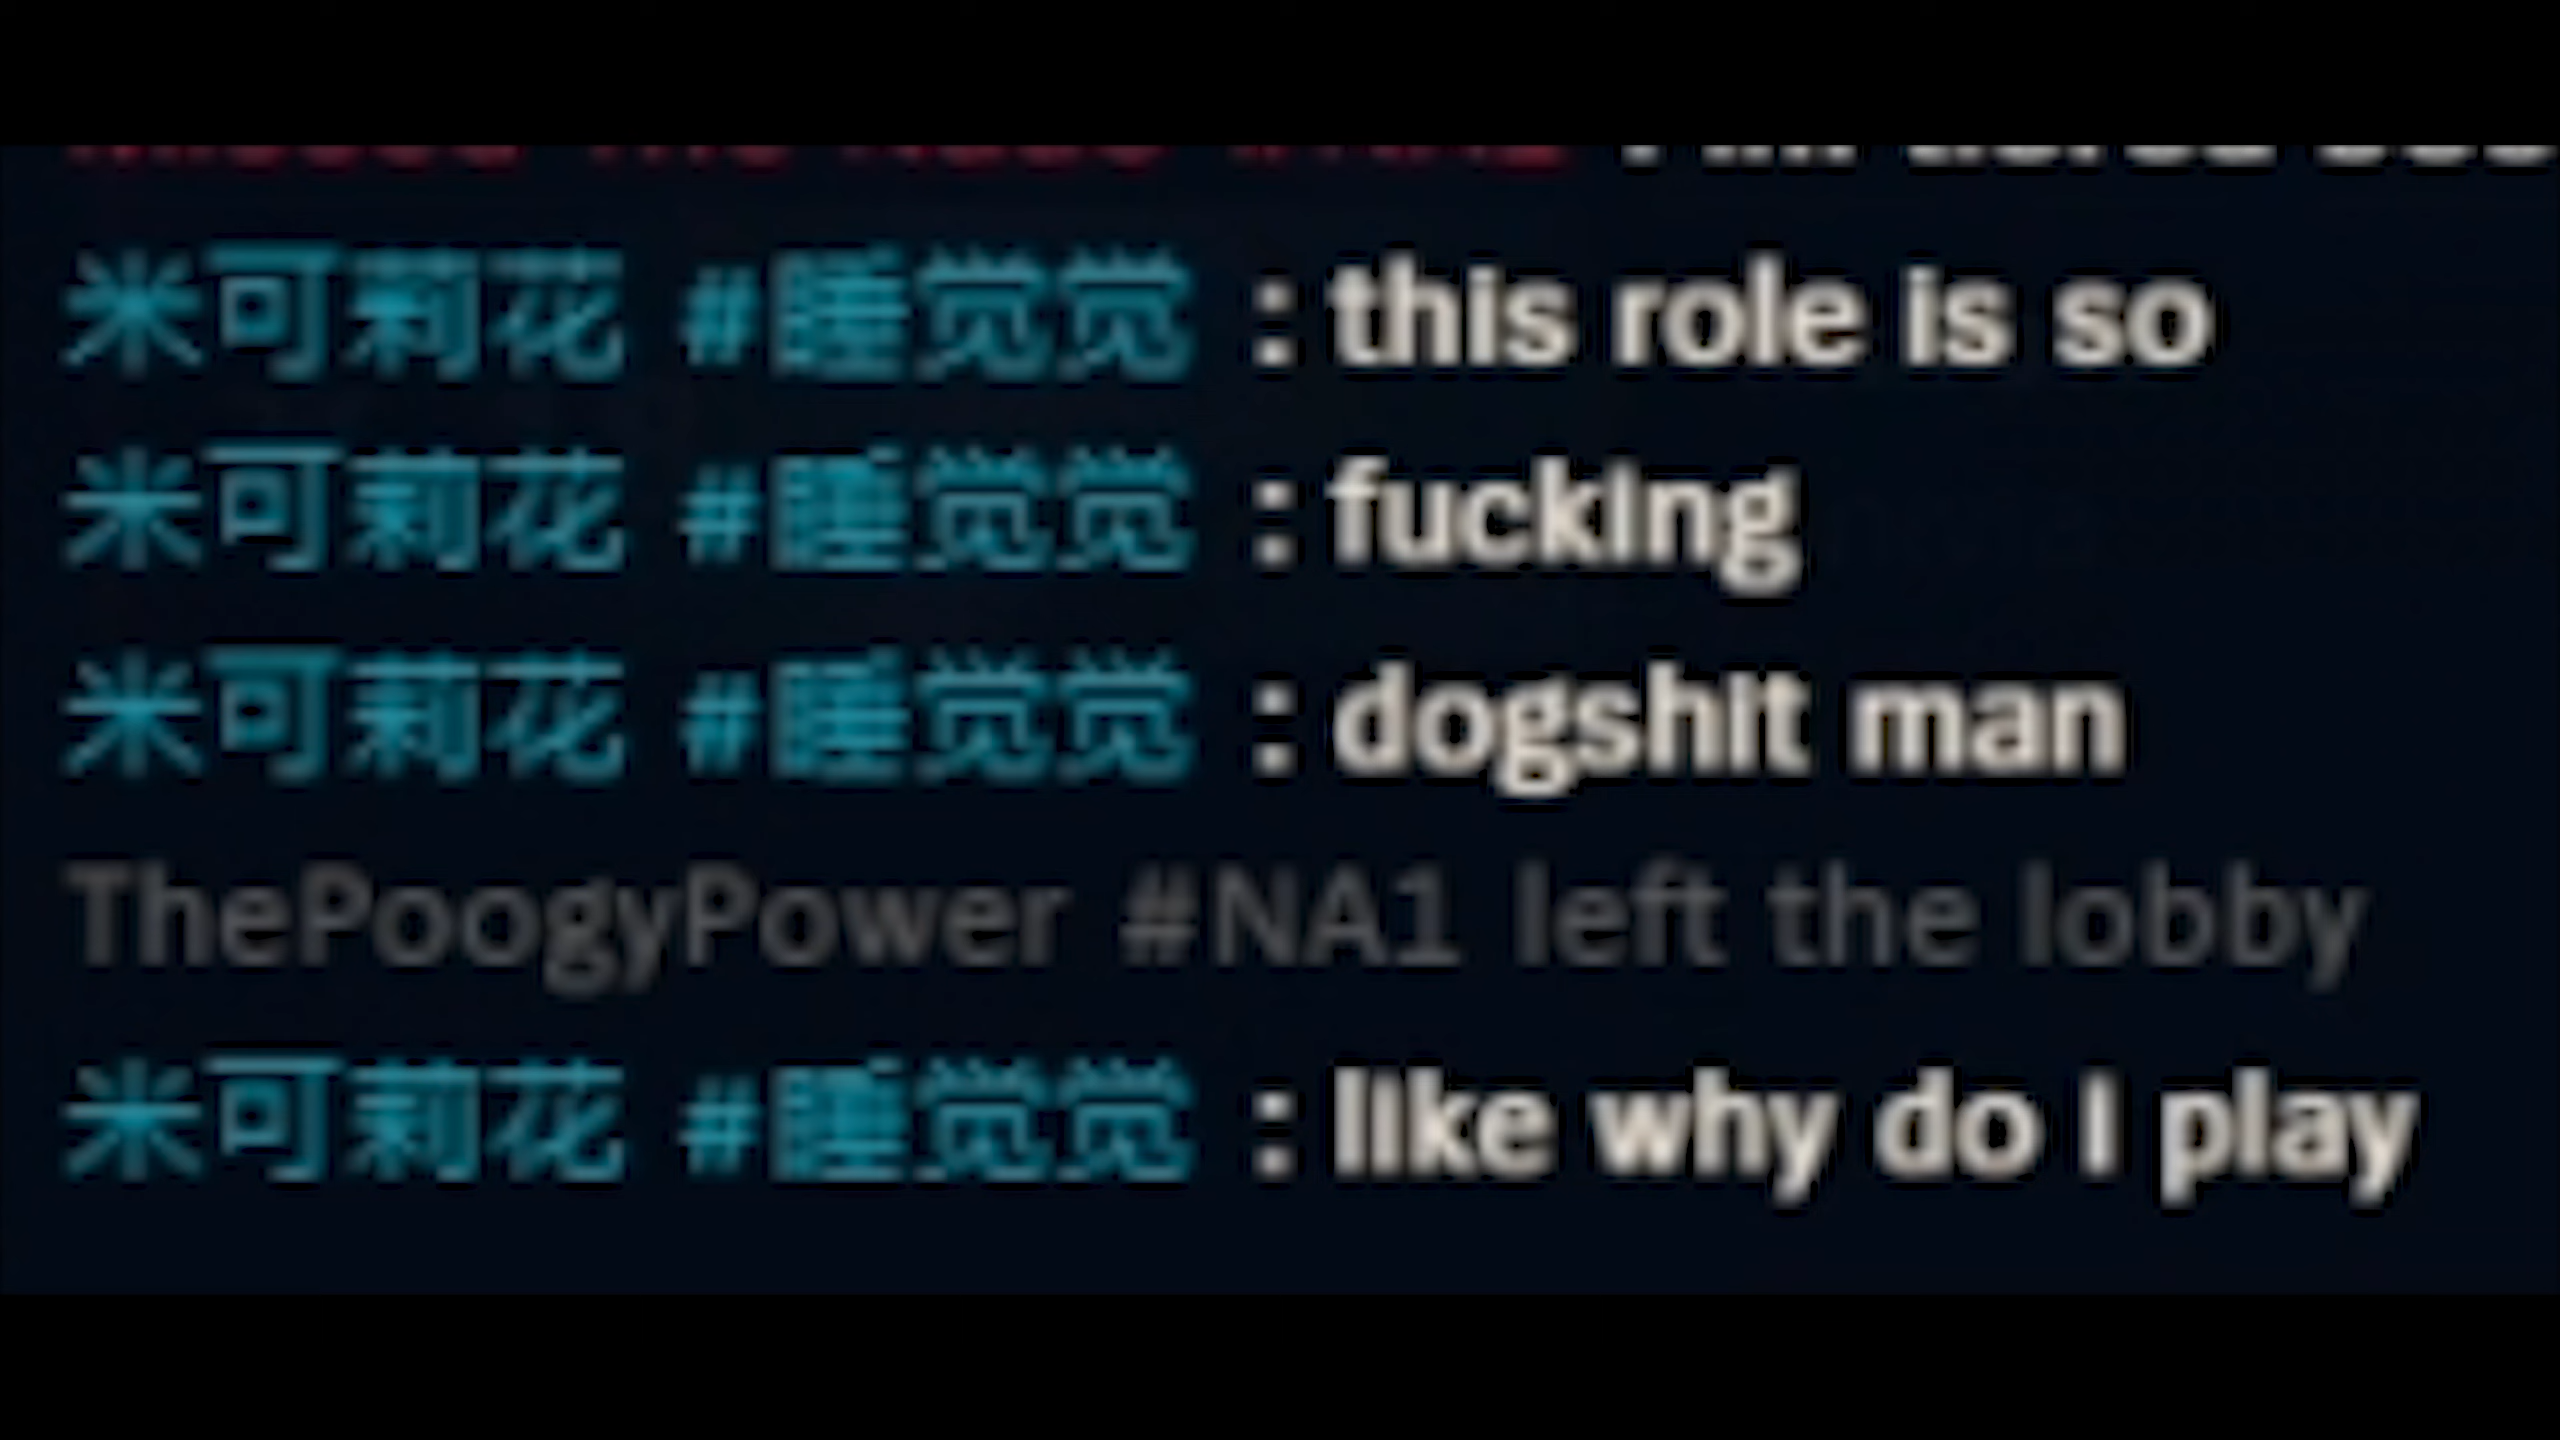 米可莉花 #睡觉觉 : this role is so
米可莉花 #睡觉觉 : fucking
米可莉花 #睡觉觉 : dogshit man
ThePoogyPower #NA1 left the lobby
米可莉花 #睡觉觉 : like why do I play